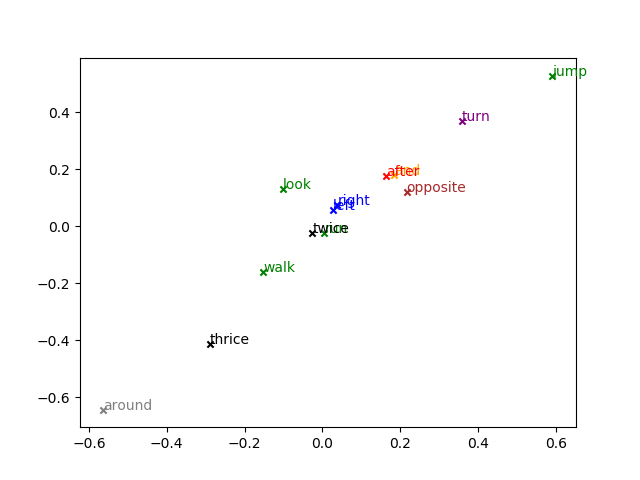 jump
turn
after
and
opposite
look
right
left
twice
run
walk
thrice
around
0.4
0.2
0.0
−0.2
−0.4
−0.6
−0.6
−0.4
−0.2
0.0
0.2
0.4
0.6